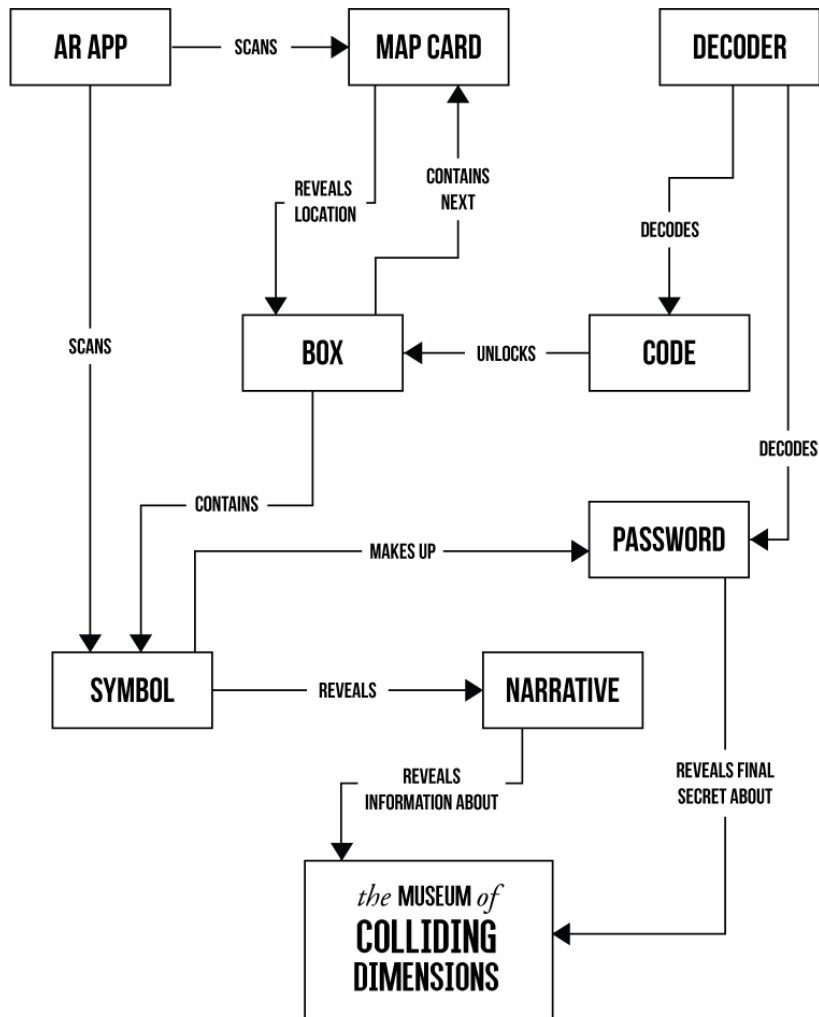 AR APP
SCANS
MAP CARD
DECODER
REVEALS
LOCATION
CONTAINS
NEXT
DECODES
SCANS
BOX
UNLOCKS
CODE
DECODES
CONTAINS
MAKES UP
PASSWORD
SYMBOL
REVEALS
NARRATIVE
REVEALS
INFORMATION ABOUT
REVEALS FINAL
SECRET ABOUT
the MUSEUM of
COLLIDING
DIMENSIONS